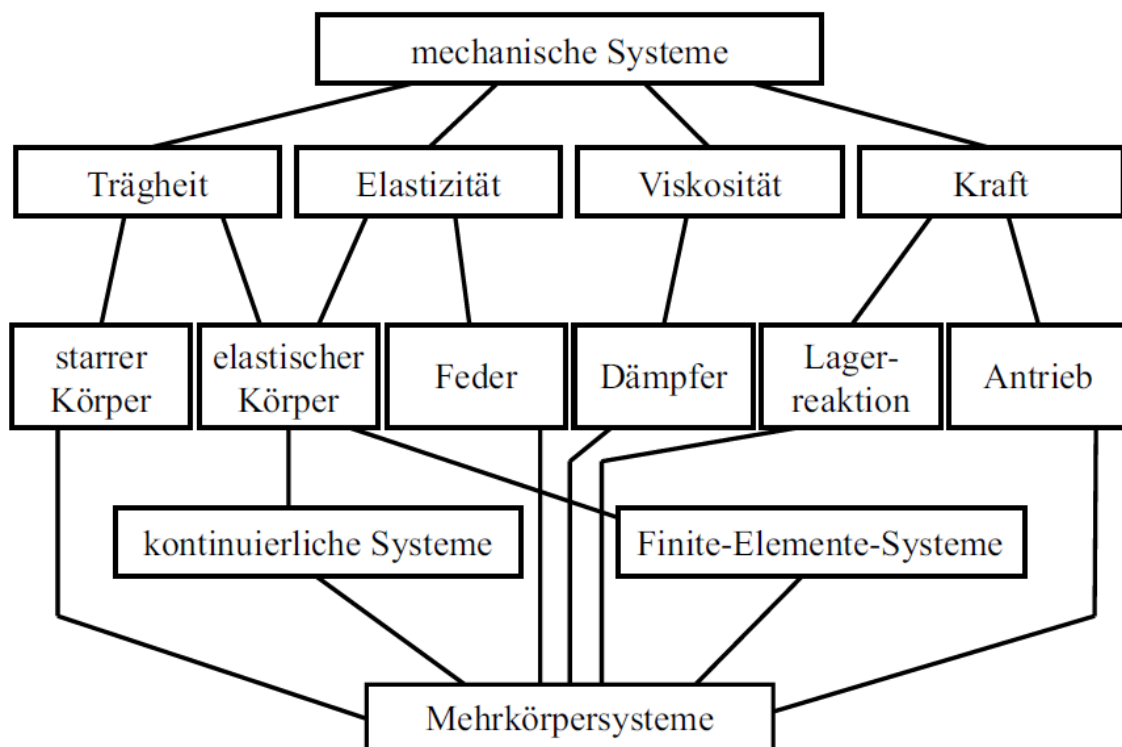 mechanische Systeme
Trägheit
Elastizität
Viskosität
Kraft
starrer
Körper
elastischer
Körper
Feder
Dämpfer
Lager-
reaktion
Antrieb
kontinuierliche Systeme
Finite-Elemente-Systeme
Mehrkörpersysteme